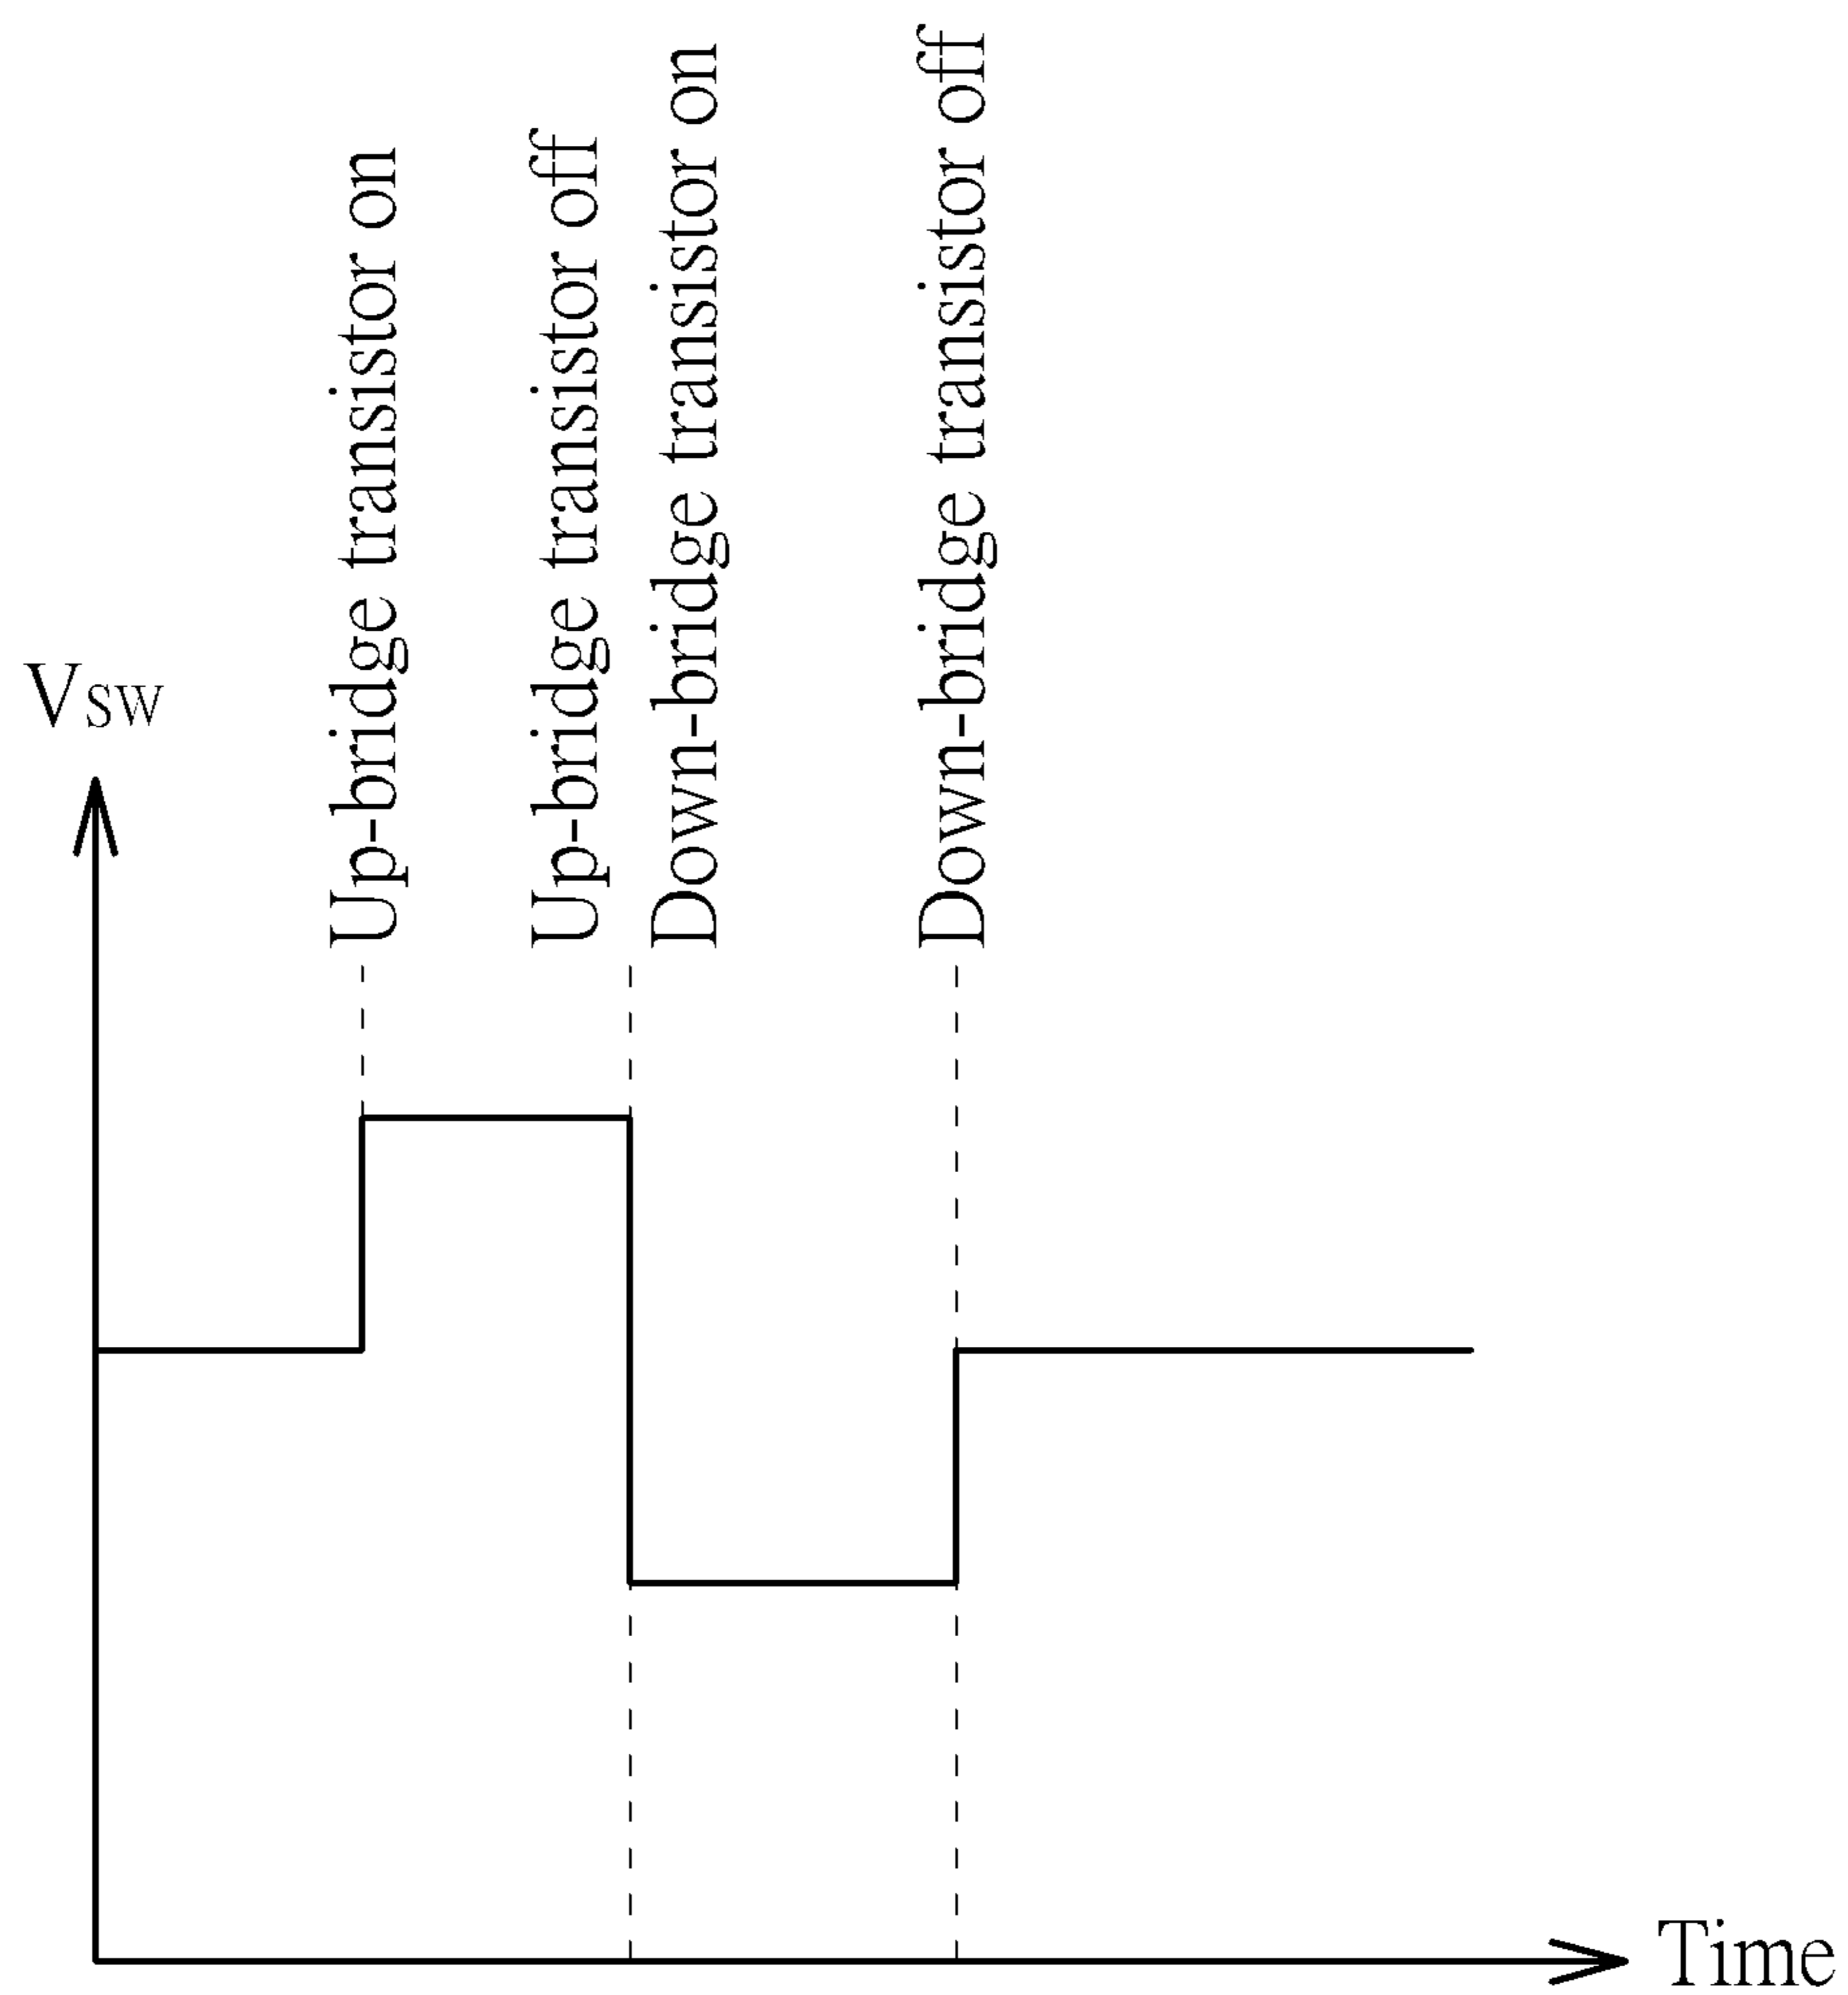 Up-bridge transistor on
Up-bridge transistor off
Down-bridge transistor on
Down-bridge transistor off
Vsw
Time